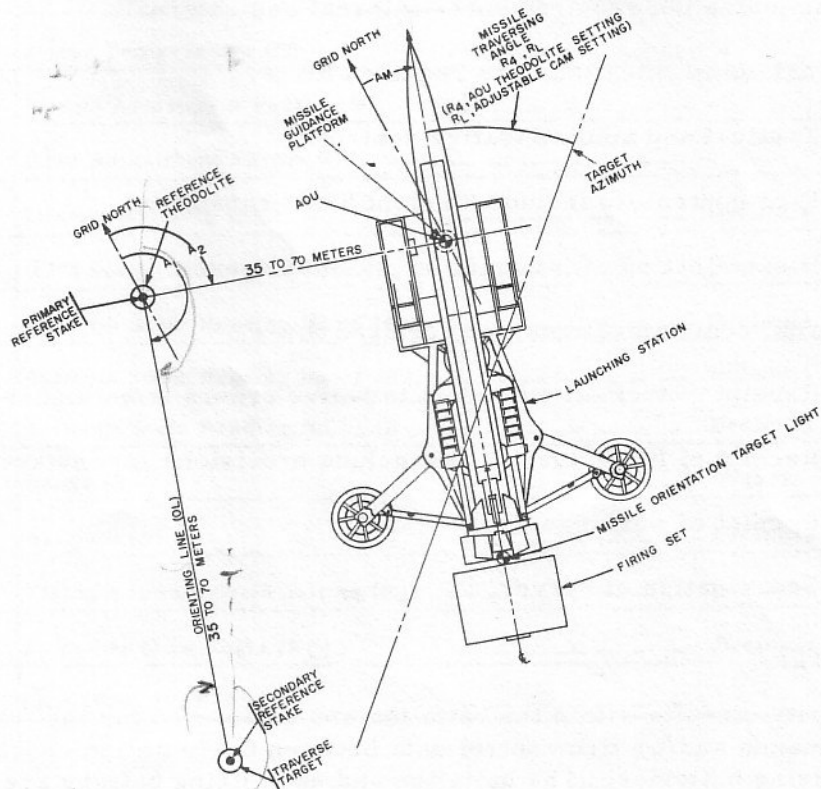 GRID NORTH
AM
MISSILE
TRAVERSING
ANGLE
R4 - RL
(R4, AOU THEODOLITE SETTING
RL, ADJUSTABLE CAM SETTING)
MISSILE
GUIDANCE
PLATFORM
TARGET
AZIMUTH
AOU
GRID NORTH
REFERENCE
THEODOLITE
A1
A2
35 TO 70 METERS
PRIMARY
REFERENCE
STAKE
LAUNCHING STATION
MISSILE ORIENTATION TARGET LIGHT
FIRING SET
ORIENTING LINE (OL)
35 TO 70 METERS
N
SECONDARY
REFERENCE
STAKE
TRAVERSE
TARGET